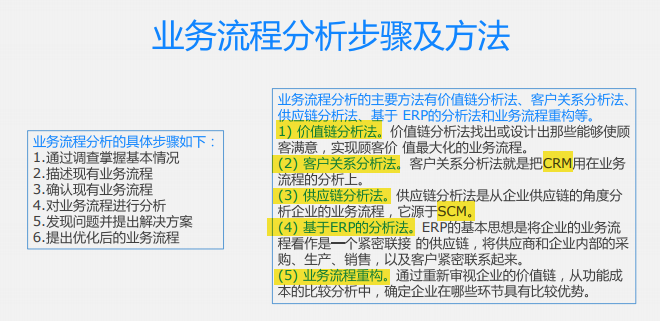 业务流程分析步骤及方法
业务流程分析的具体步骤如下：
1.通过调查掌握基本情况
2.描述现有业务流程
3.确认现有业务流程
4.对业务流程进行分析
5.发现问题并提出解决方案
6.提出优化后的业务流程
业务流程分析的主要方法有价值链分析法、客户关系分析法、
供应链分析法、基于 ERP的分析法和业务流程重构等。
1) 价值链分析法。价值链分析法找出或设计出那些能够使顾
客满意，实现顾客价 值最大化的业务流程。
(2) 客户关系分析法。客户关系分析法就是把CRM用在业务
流程的分析上。
(3) 供应链分析法。供应链分析法是从企业供应链的角度分
析企业的业务流程，它源于SCM。
(4) 基于ERP的分析法。ERP的基本思想是将企业的业务流
程看作是一个紧密联接 的供应链，将供应商和企业内部的采
购、生产、销售，以及客户紧密联系起来。
(5) 业务流程重构。通过重新审视企业的价值链，从功能成
本的比较分析中，确定企业在哪些环节具有比较优势。